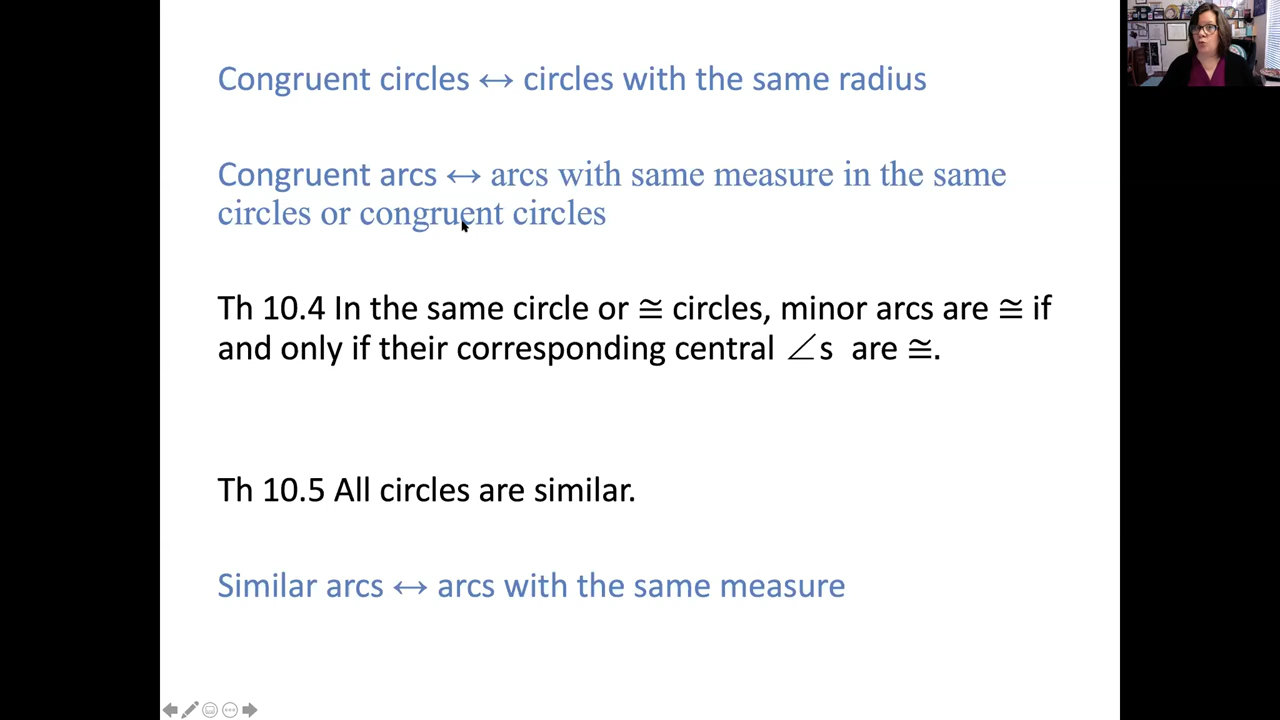 Congruent circles ↔ circles with the same radius
Congruent arcs ↔ arcs with same measure in the same
circles or congruent circles
Th 10.4 In the same circle or ≅ circles, minor arcs are ≅ if
and only if their corresponding central ∠s are ≅.
Th 10.5 All circles are similar.
Similar arcs ↔ arcs with the same measure